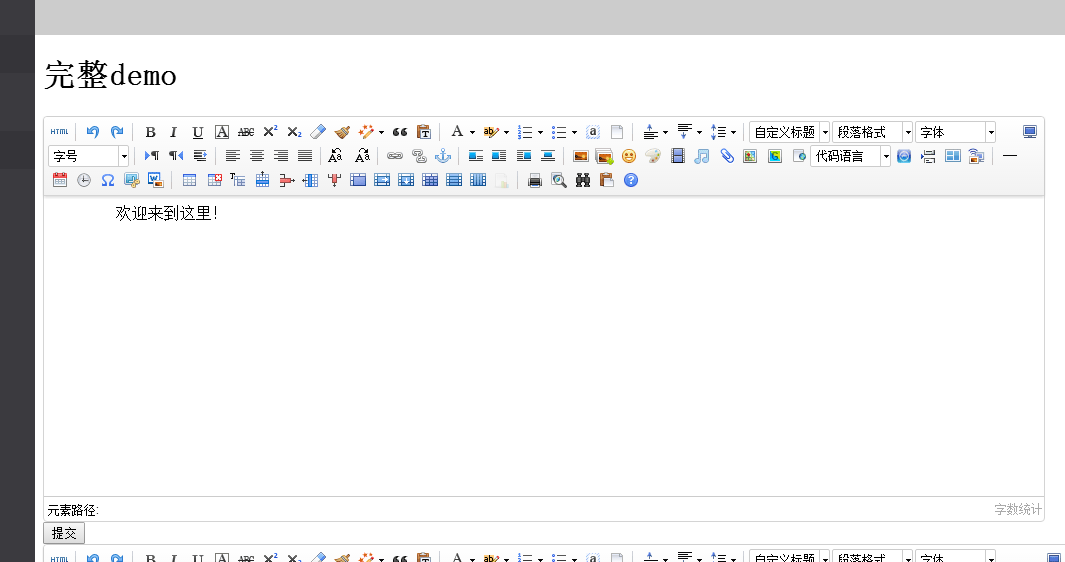 完整demo
HTML B I U A ABC X² X₂ A ab 自定义标题 段落格式 字体
字号 代码语言
欢迎来到这里!
元素路径: 字数统计
提交
HTML B I U A ABC X² X₂ A ab 自定义标题 段落格式 字体